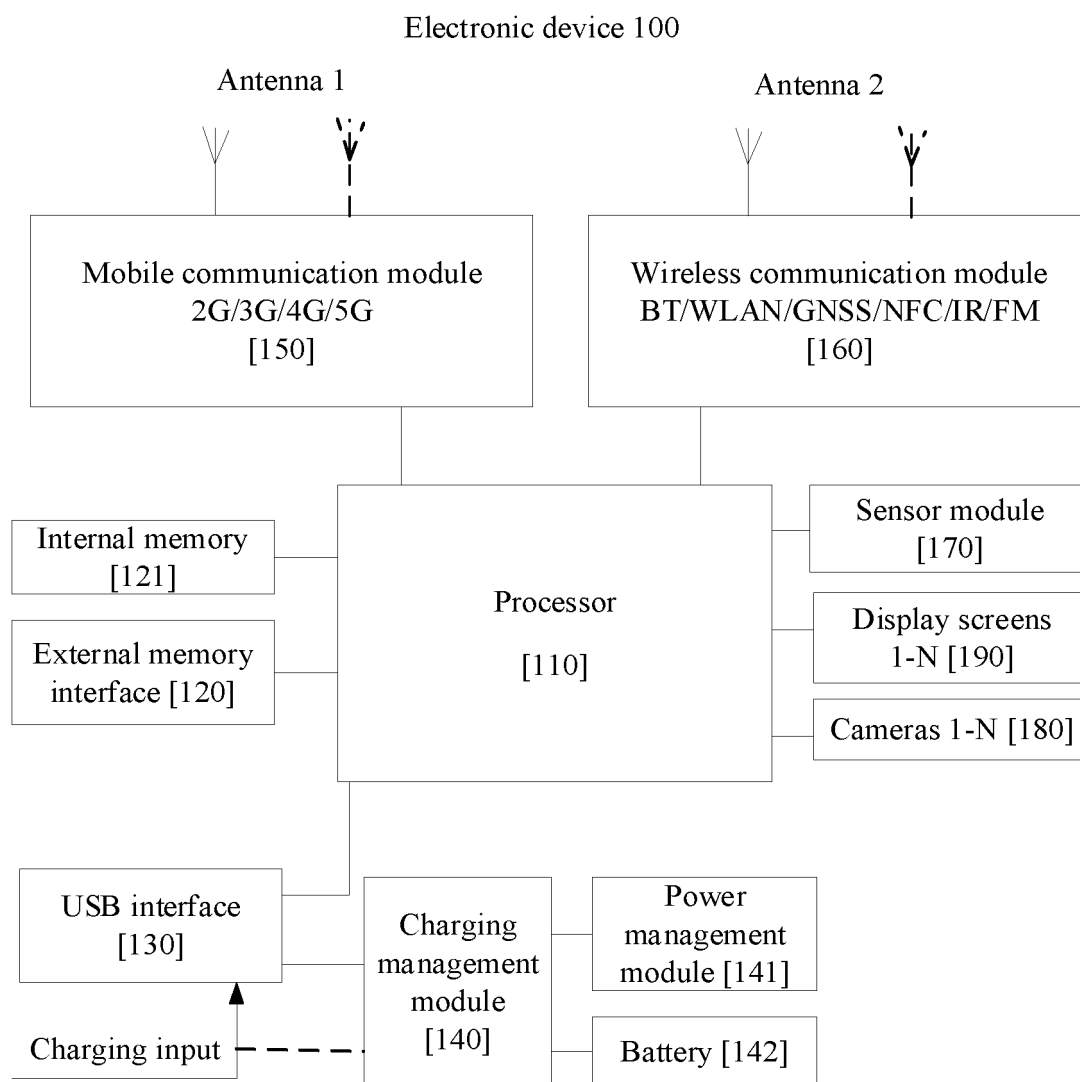 Electronic device 100
Antenna 1
Antenna 2
Mobile communication module
2G/3G/4G/5G
[150]
Wireless communication module
BT/WLAN/GNSS/NFC/IR/FM
[160]
Internal memory
[121]
External memory
interface [120]
Processor
[110]
Sensor module
[170]
Display screens
1-N [190]
Cameras 1-N [180]
USB interface
[130]
Charging input
Charging
management
module
[140]
Power
management
module [141]
Battery [142]